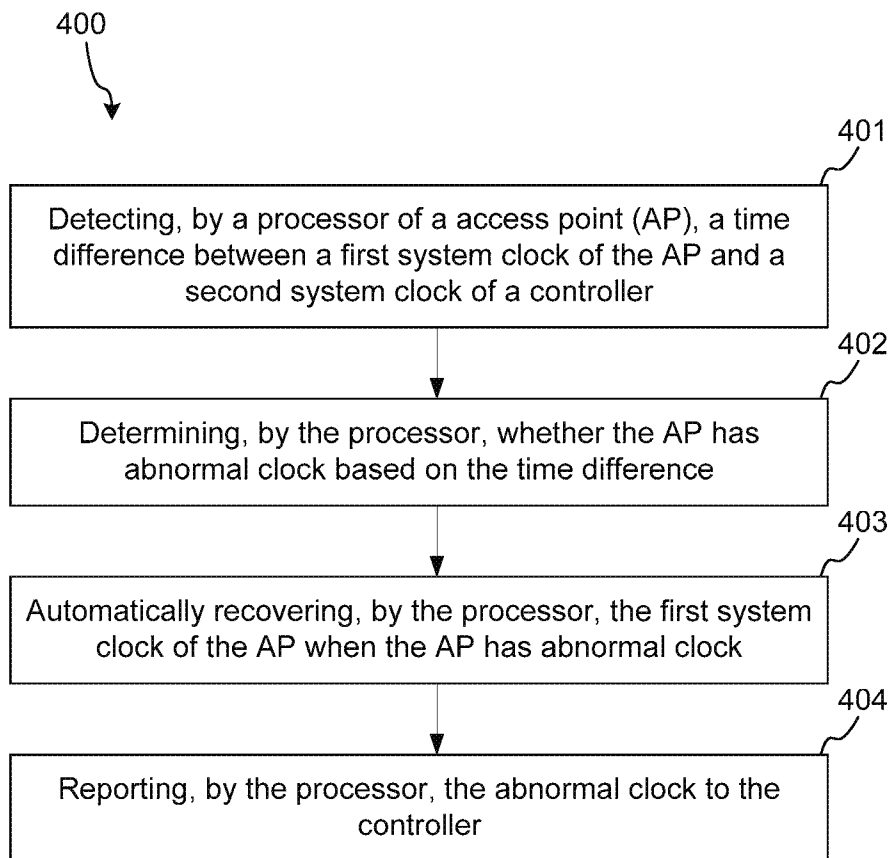 400
401
Detecting, by a processor of a access point (AP), a time
difference between a first system clock of the AP and a
second system clock of a controller
402
Determining, by the processor, whether the AP has
abnormal clock based on the time difference
403
Automatically recovering, by the processor, the first system
clock of the AP when the AP has abnormal clock
404
Reporting, by the processor, the abnormal clock to the
controller